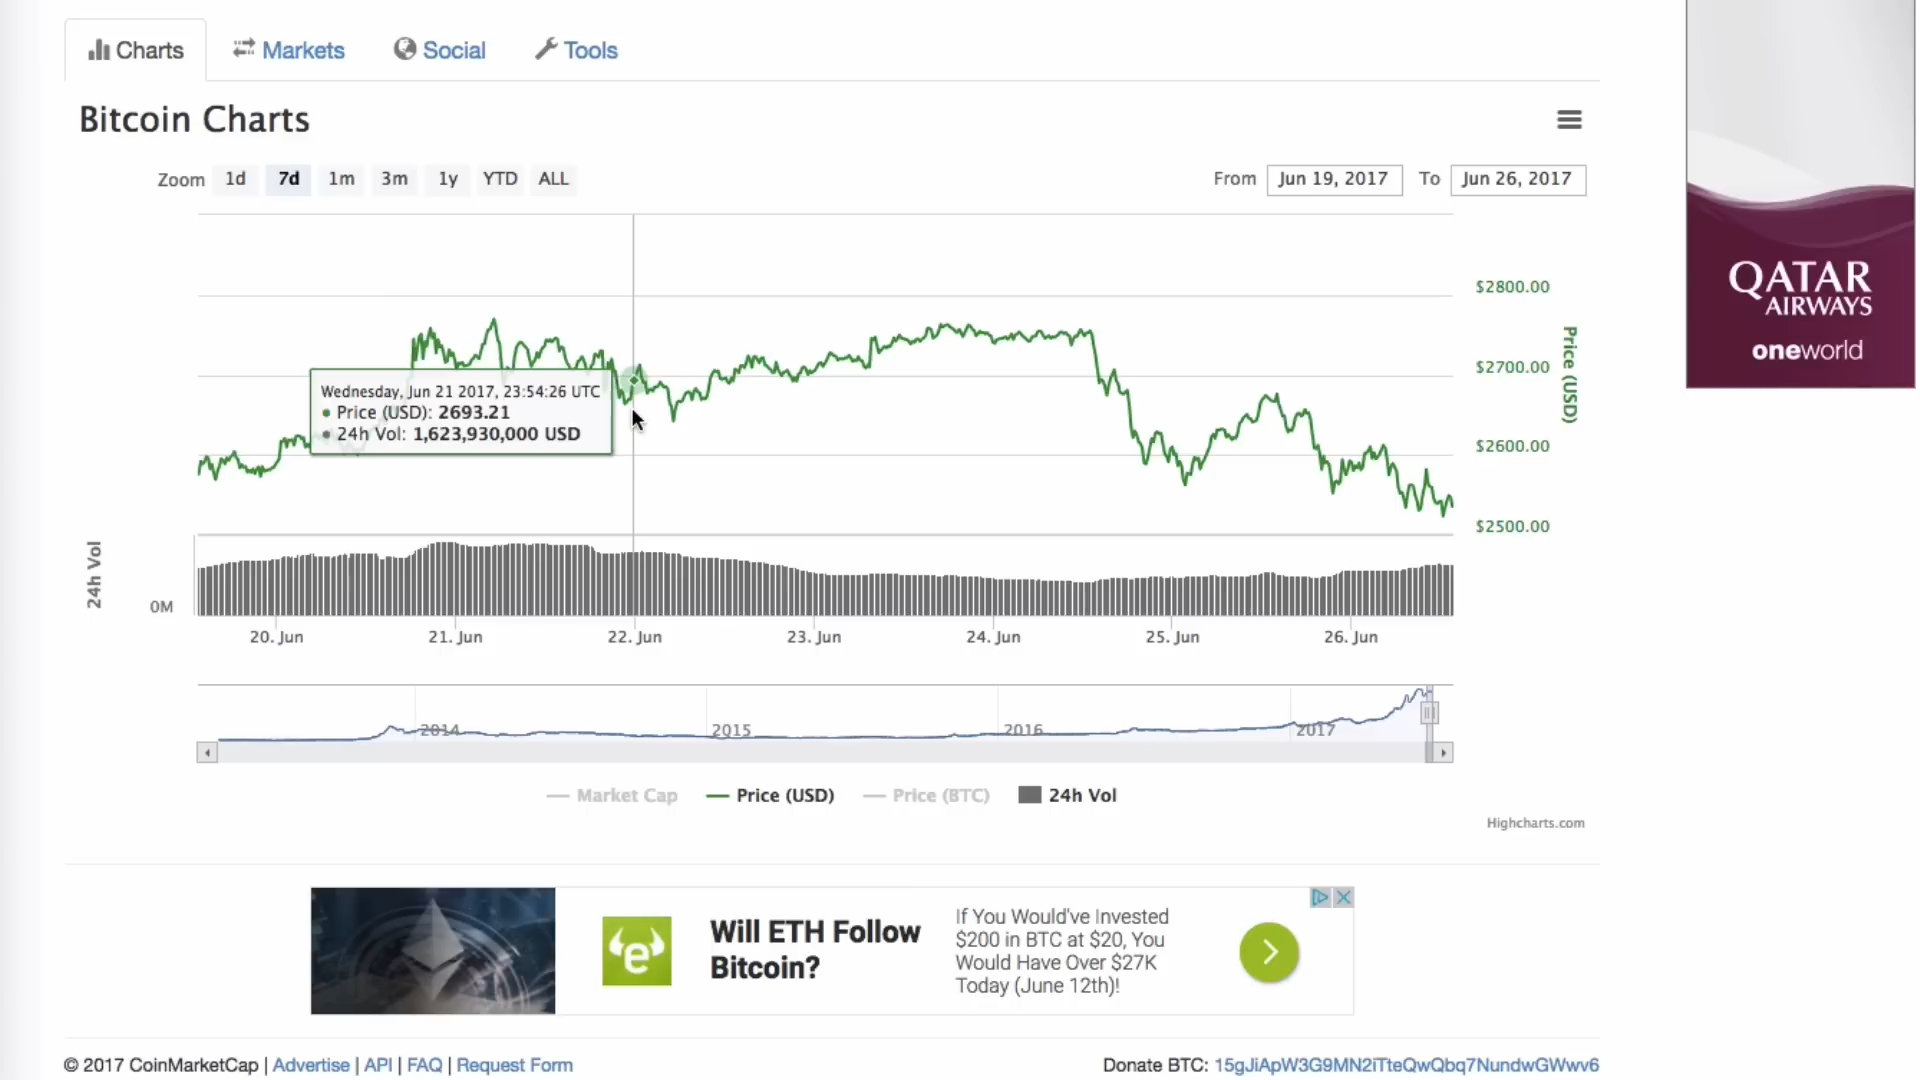 Charts
Markets
Social
Tools
Bitcoin Charts
Zoom 1d 7d 1m 3m 1y YTD ALL
From Jun 19, 2017 To Jun 26, 2017
$2800.00
$2700.00
$2600.00
$2500.00
Price (USD)
Wednesday, Jun 21 2017, 23:54:26 UTC
Price (USD): 2693.21
24h Vol: 1,623,930,000 USD
24h Vol
0M
20. Jun 21. Jun 22. Jun 23. Jun 24. Jun 25. Jun 26. Jun
2014 2015 2016 2017
Market Cap Price (USD) Price (BTC) 24h Vol
Highcharts.com
QATAR
AIRWAYS
oneworld
e
Will ETH Follow
Bitcoin?
If You Would've Invested
$200 in BTC at $20, You
Would Have Over $27K
Today (June 12th)!
© 2017 CoinMarketCap | Advertise | API | FAQ | Request Form
Donate BTC: 15gJiApW3G9MN2iTteQwQbq7NundwGWwv6